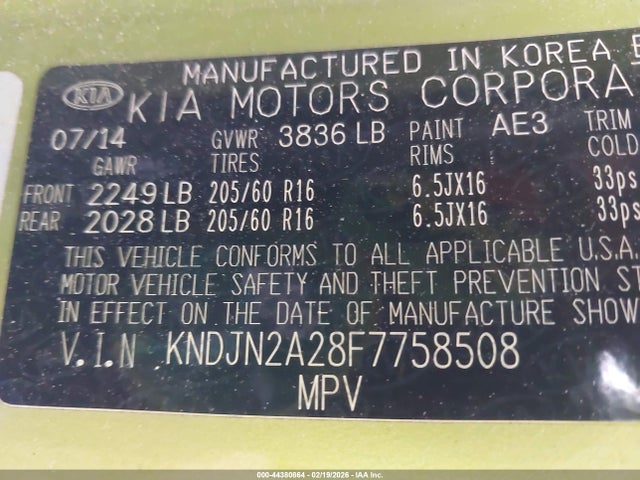 MANUFACTURED IN KOREA
KIA KIA MOTORS CORPORA
07/14 GVWR 3836 LB PAINT AE3 TRIM
GAWR TIRES RIMS COLD
FRONT 2249 LB 205/60 R16 6.5JX16 33ps
REAR 2028 LB 205/60 R16 6.5JX16 33ps
THIS VEHICLE CONFORMS TO ALL APPLICABLE U.S.A.
MOTOR VEHICLE SAFETY AND THEFT PREVENTION ST
IN EFFECT ON THE DATE OF MANUFACTURE SHOW
V.I.N KNDJN2A28F7758508
MPV
000-44380864 - 02/19/2026 - IAA Inc.